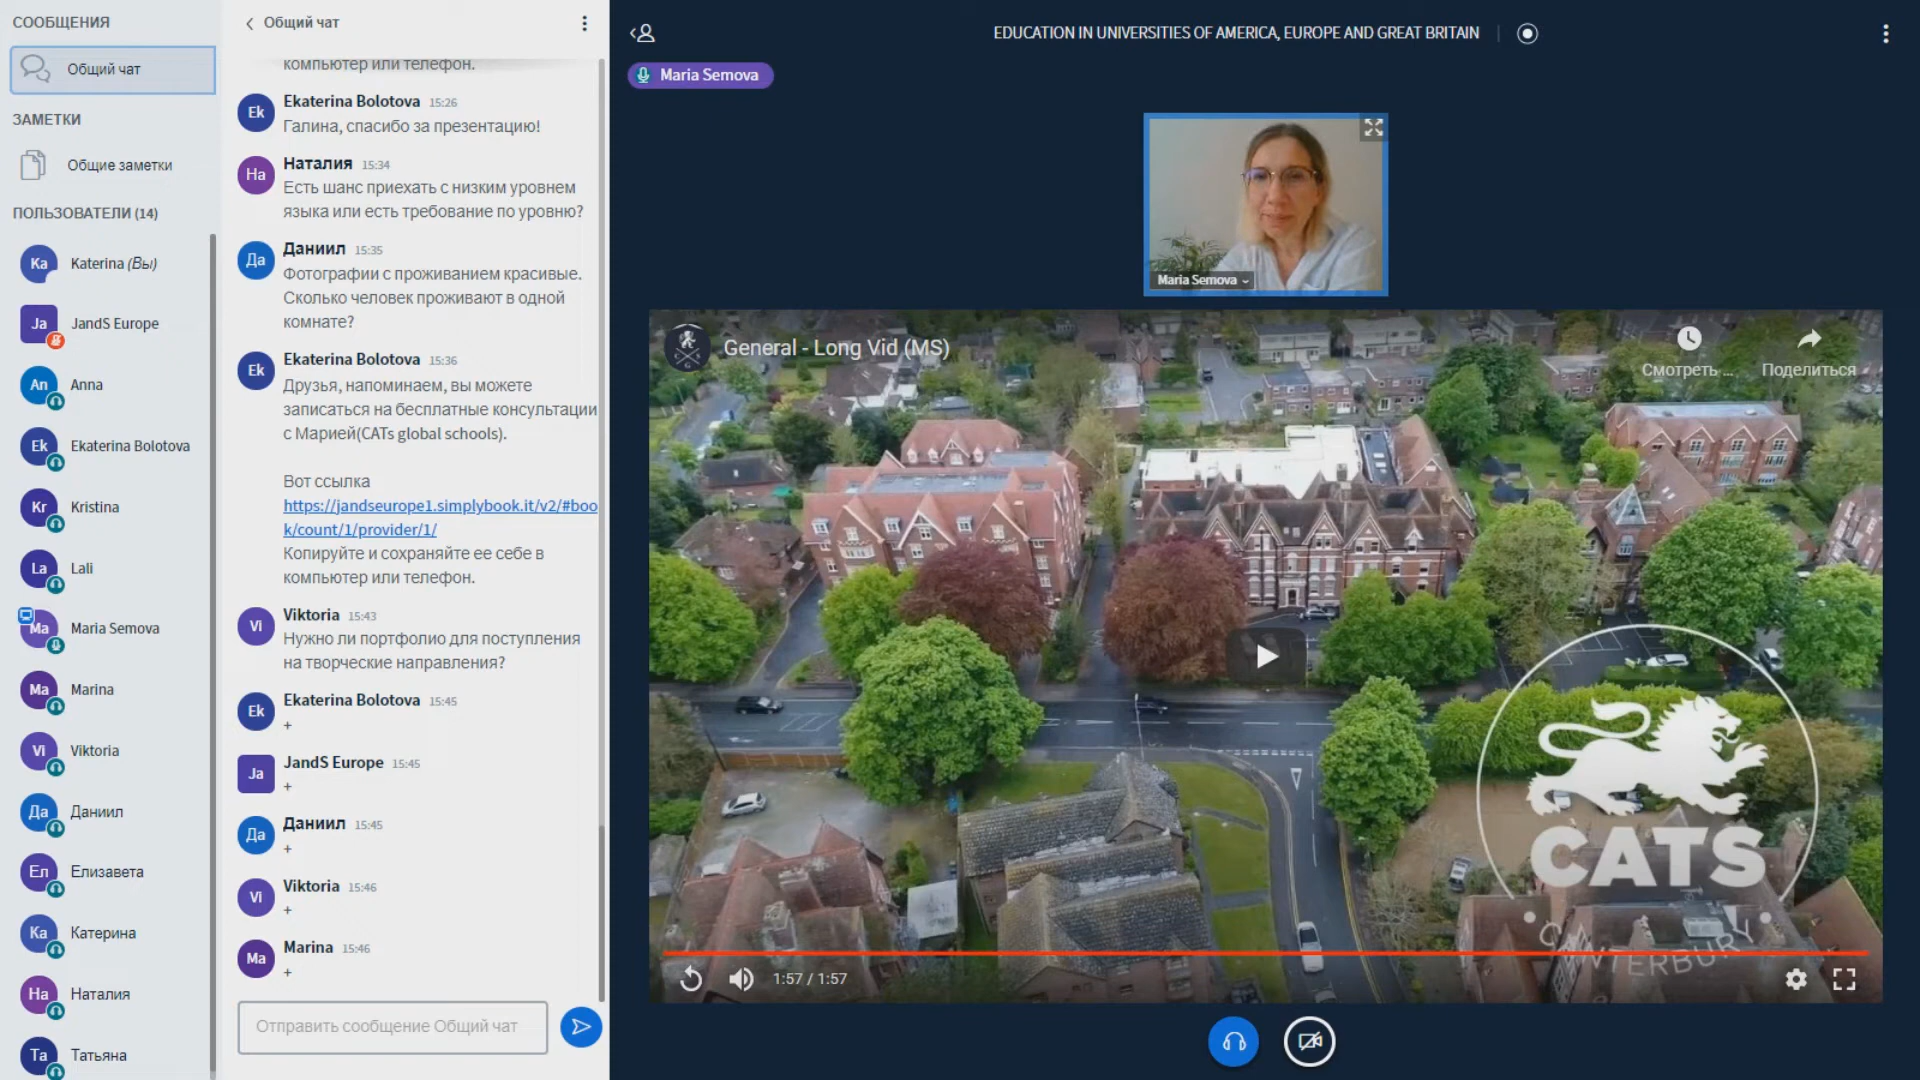 СООБЩЕНИЯ
Общий чат
ЗАМЕТКИ
Общие заметки
ПОЛЬЗОВАТЕЛИ (14)
Ka
Katerina (Вы)
Ja
JandS Europe
An
Anna
Ek
Ekaterina Bolotova
Kr
Kristina
La
Lali
Ma
Maria Semova
Ma
Marina
Vi
Viktoria
Да
Даниил
Ел
Елизавета
Ка
Катерина
На
Наталия
Та
Татьяна
Общий чат
компьютер или телефон.
Ek
Ekaterina Bolotova 15:26
Галина, спасибо за презентацию!
На
Наталия 15:34
Есть шанс приехать с низким уровнем
языка или есть требование по уровню?
Да
Даниил 15:35
Фотографии с проживанием красивые.
Сколько человек проживают в одной
комнате?
Ek
Ekaterina Bolotova 15:36
Друзья, напоминаем, вы можете
записаться на бесплатные консультации
с Марией(CATs global schools).
Вот ссылка
https://jandseurope1.simplybook.it/v2/#boo
k/count/1/provider/1/
Копируйте и сохраняйте ее себе в
компьютер или телефон.
Vi
Viktoria 15:43
Нужно ли портфолио для поступления
на творческие направления?
Ek
Ekaterina Bolotova 15:45
+
Ja
JandS Europe 15:45
+
Да
Даниил 15:45
+
Vi
Viktoria 15:46
+
Ma
Marina 15:46
+
Отправить сообщение Общий чат
EDUCATION IN UNIVERSITIES OF AMERICA, EUROPE AND GREAT BRITAIN
Maria Semova
Maria Semova
General - Long Vid (MS)
Смотреть ...
Поделиться
CATS
CANTERBURY
1:57 / 1:57